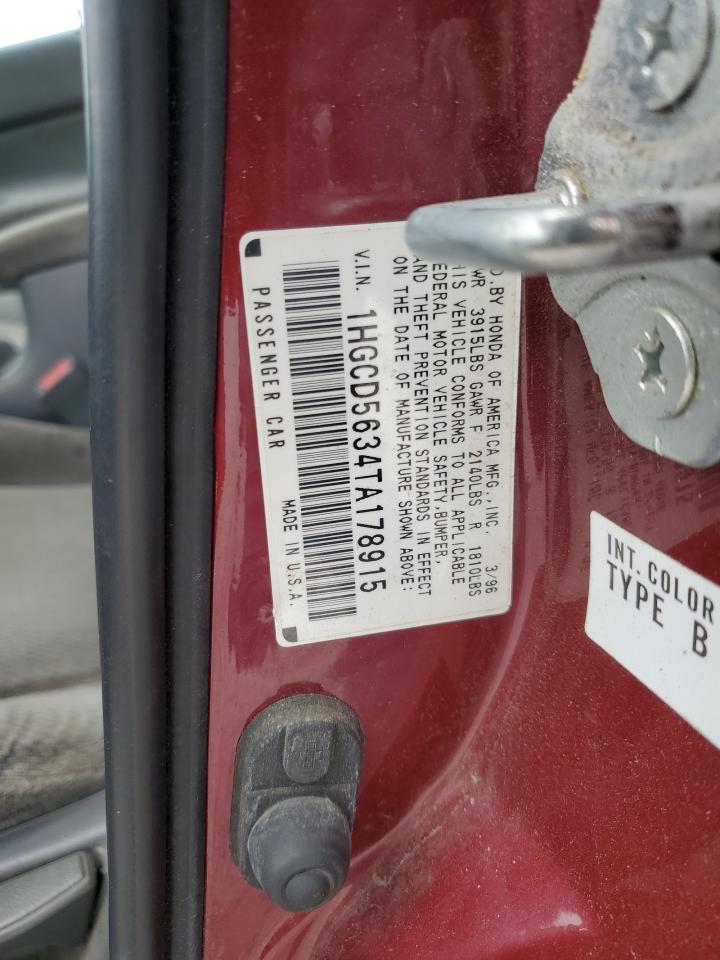 D.BY HONDA OF AMERICA MFG.,INC. 3/96
GAWR 3915LBS GAWR F 2140LBS R 1810LBS
THIS VEHICLE CONFORMS TO ALL APPLICABLE
FEDERAL MOTOR VEHICLE SAFETY,BUMPER,
AND THEFT PREVENTION STANDARDS IN EFFECT
ON THE DATE OF MANUFACTURE SHOWN ABOVE:
V.I.N. 1HGCD5634TA178915
PASSENGER CAR MADE IN U.S.A.
INT.COLOR
TYPE B